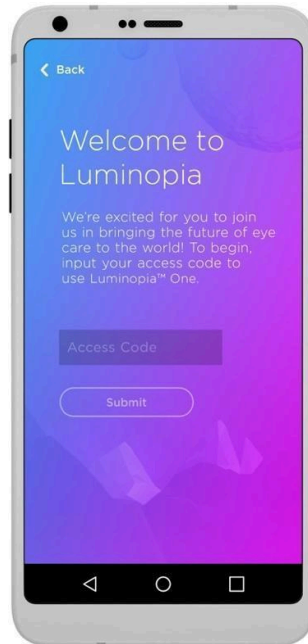 Back
Welcome to
Luminopia
We're excited for you to join
us in bringing the future of eye
care to the world! To begin,
input your access code to
use Luminopia™ One.
Access Code
Submit